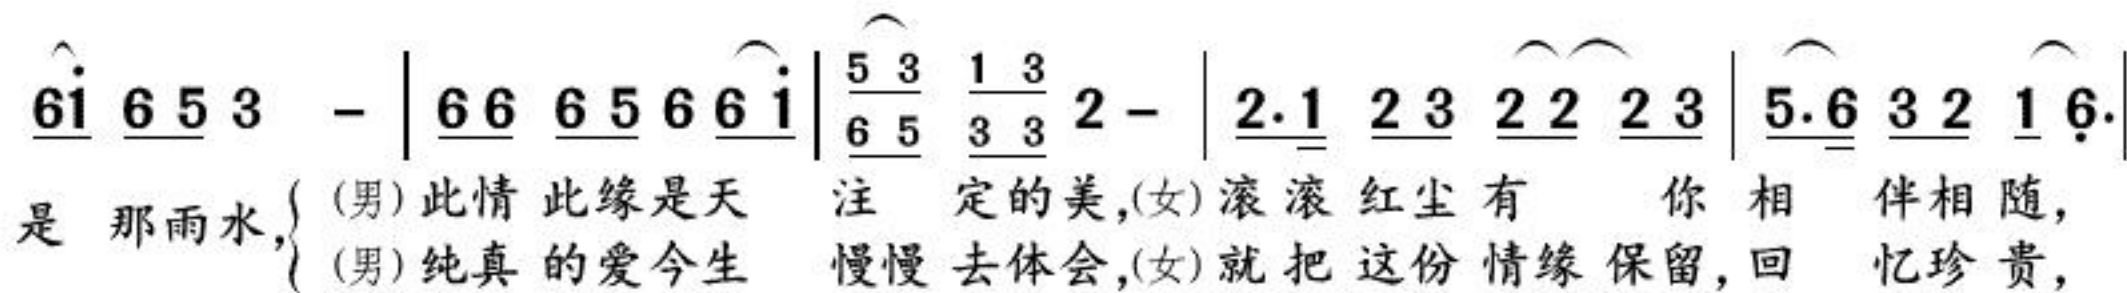 5 3 1 3
6i̇ 6 5 3 – | 6 6 6 5 6 6 i̇ | 6 5 3 3 2 – | 2. 1 2 3 2 2 2 3 | 5. 6 3 2 1 6̣. |
是 那雨水,{ (男)此情 此缘是天 注 定的美,(女)滚滚 红尘 有 你 相 伴相 随,
(男)纯真 的爱今生 慢慢 去体会,(女)就把 这份 情缘 保留,回 忆珍 贵,